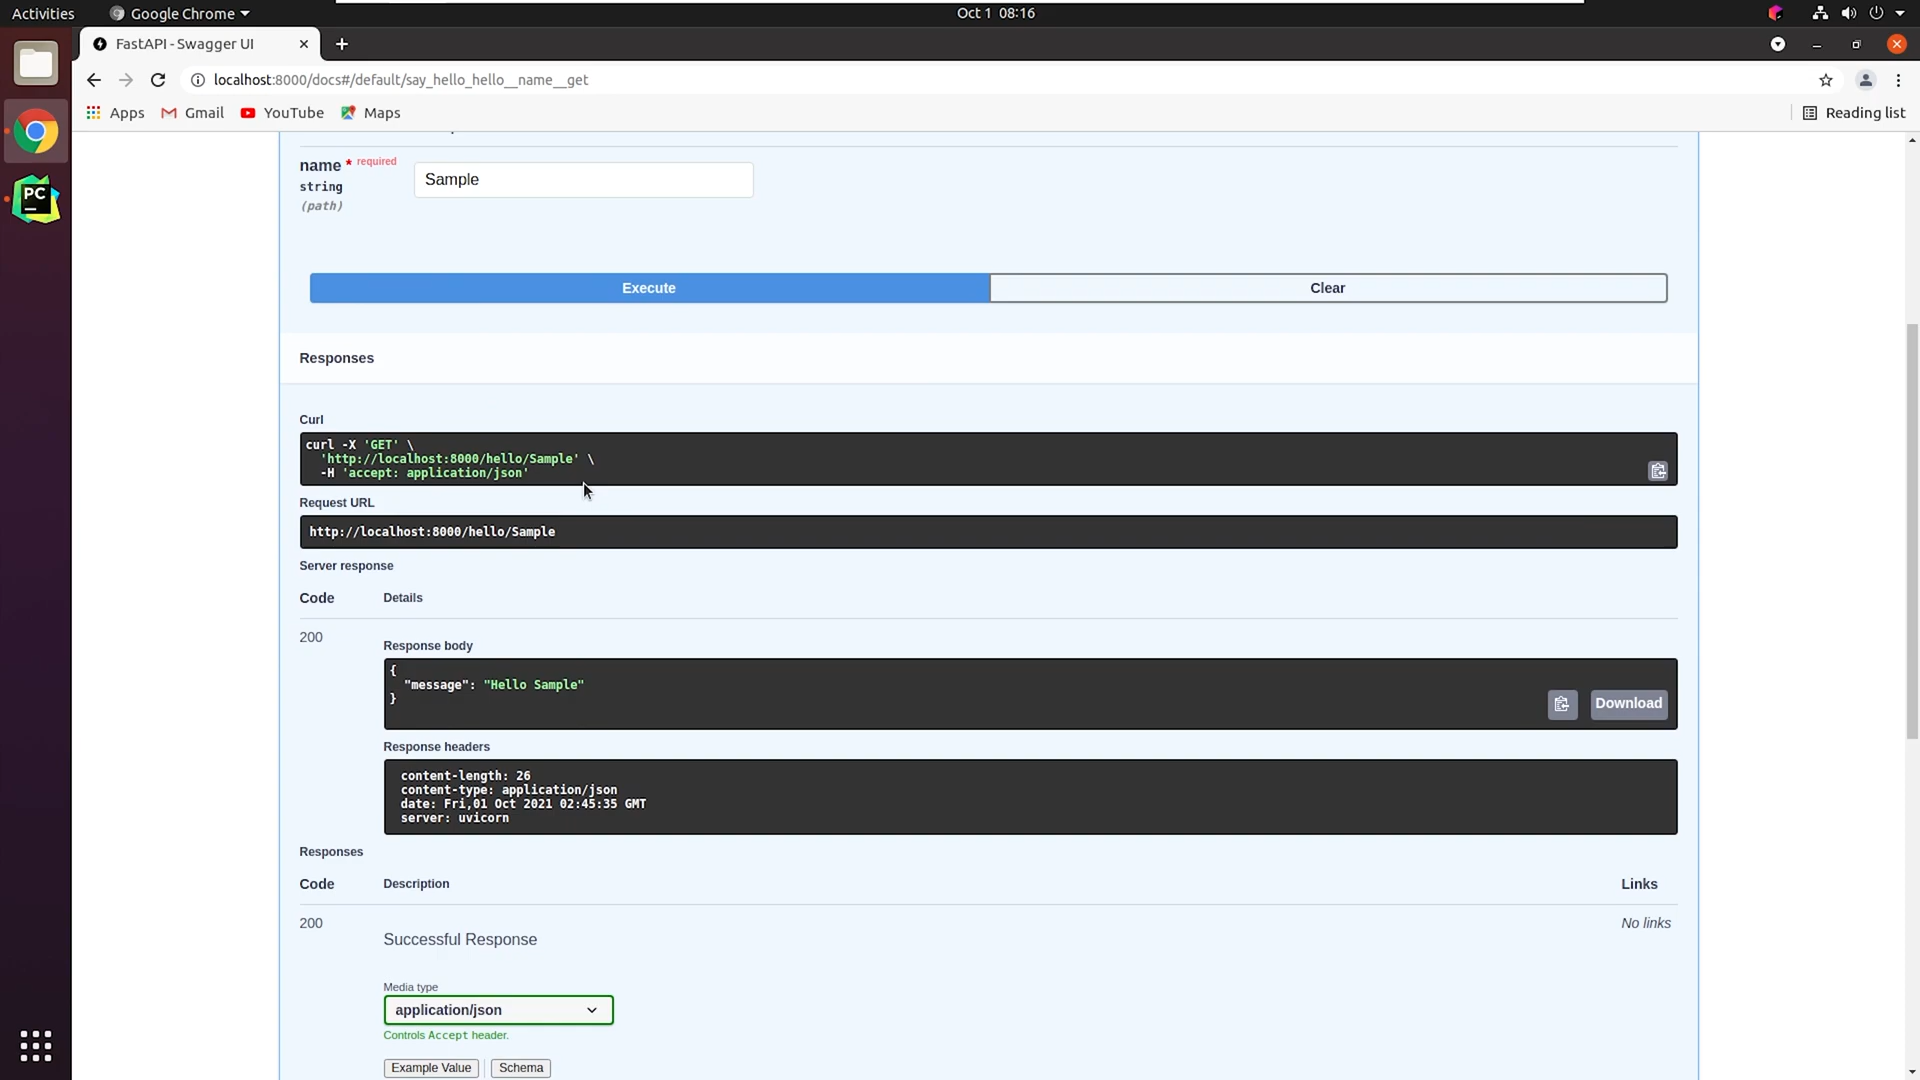 Activities
Google Chrome
Oct 1 08:16
FastAPI - Swagger UI
localhost:8000/docs#/default/say_hello_hello__name__get
Apps
Gmail
YouTube
Maps
Reading list
PC
name * required
string
(path)
Sample
Execute
Clear
Responses
Curl
curl -X 'GET' \
'http://localhost:8000/hello/Sample' \
-H 'accept: application/json'
Request URL
http://localhost:8000/hello/Sample
Server response
Code Details
200
Response body
{
"message": "Hello Sample"
}
Download
Response headers
content-length: 26
content-type: application/json
date: Fri,01 Oct 2021 02:45:35 GMT
server: uvicorn
Responses
Code Description Links
200
Successful Response
No links
Media type
application/json
Controls Accept header.
Example Value
Schema